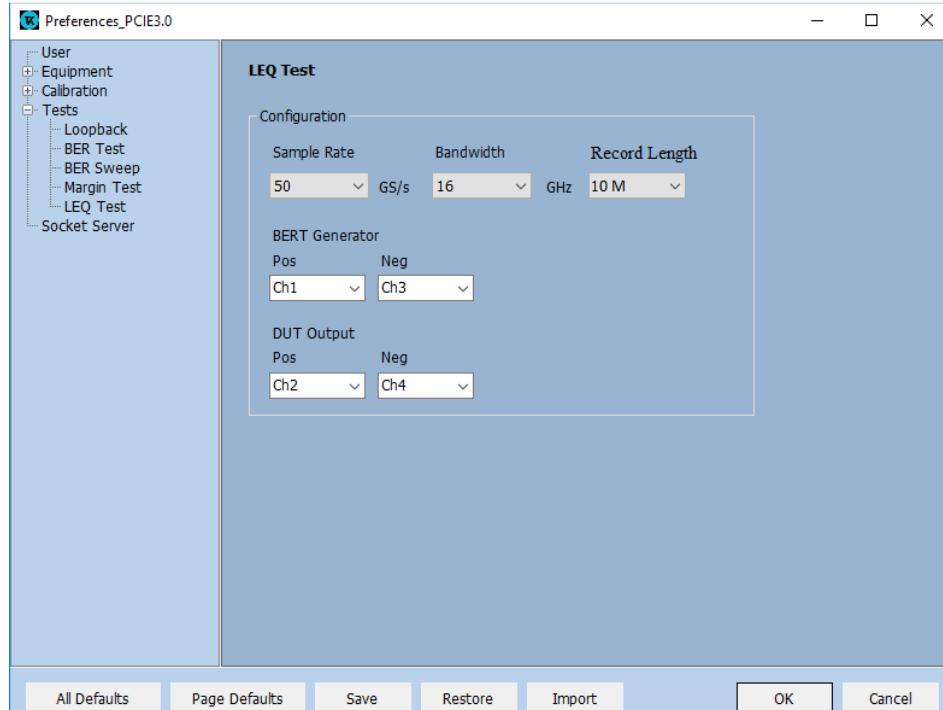 Preferences_PCIE3.0
User
Equipment
Calibration
Tests
Loopback
BER Test
BER Sweep
Margin Test
LEQ Test
Socket Server
LEQ Test
Configuration
Sample Rate Bandwidth Record Length
50 GS/s 16 GHz 10 M
BERT Generator
Pos Neg
Ch1 Ch3
DUT Output
Pos Neg
Ch2 Ch4
All Defaults Page Defaults Save Restore Import OK Cancel